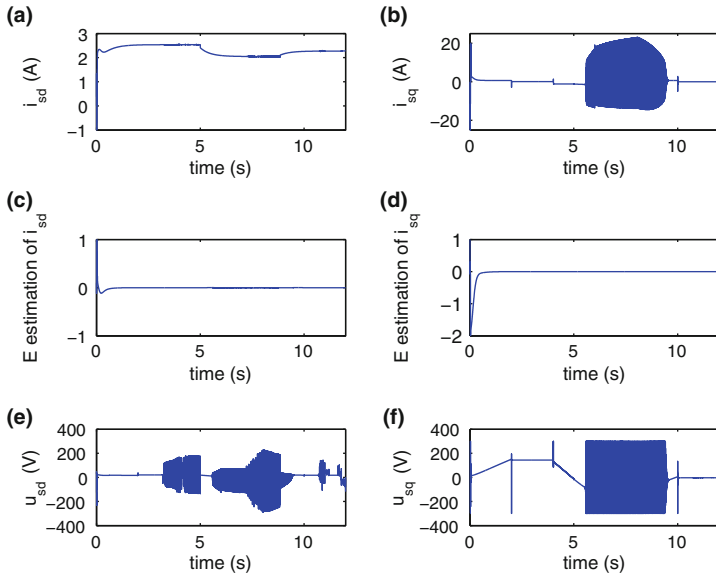 (a)
3
2
1
0
−1
i_sd (A)
0
5
10
time (s)
(b)
20
0
−20
i_sq (A)
0
5
10
time (s)
(c)
1
0
−1
E estimation of i_sd
0
5
10
time (s)
(d)
1
0
−1
−2
E estimation of i_sq
0
5
10
time (s)
(e)
400
200
0
−200
−400
u_sd (V)
0
5
10
time (s)
(f)
400
200
0
−200
−400
u_sq (V)
0
5
10
time (s)